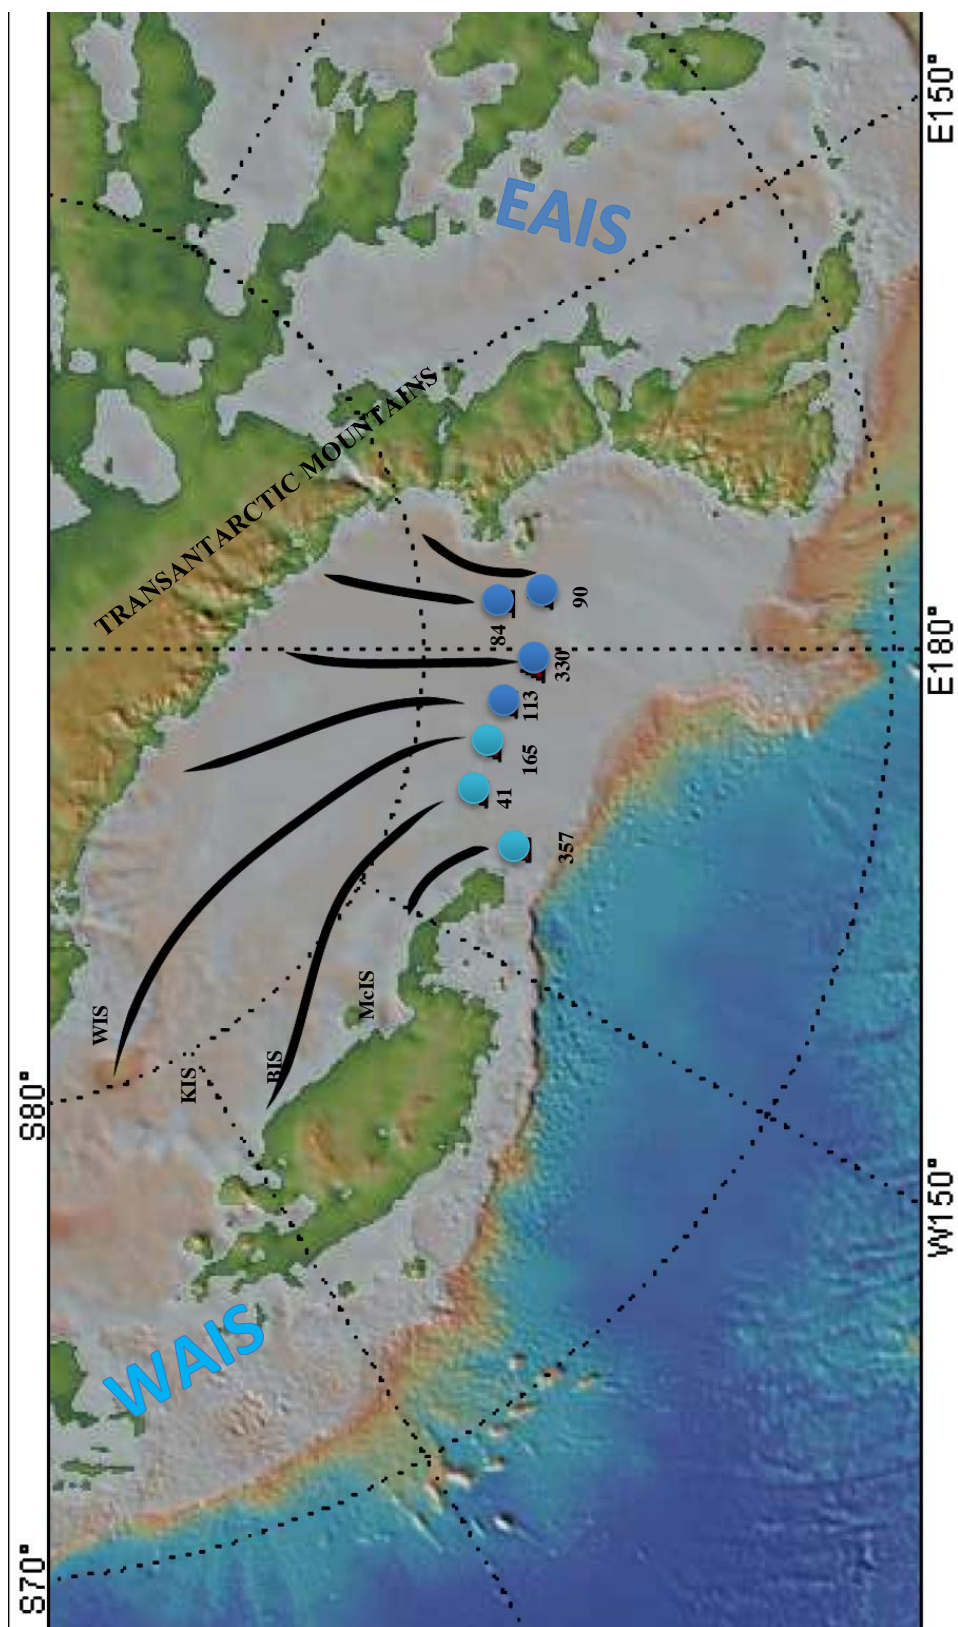 E150°
EAIS
TRANSANTARCTIC MOUNTAINS
90
84
E180°
330
113
165
41
357
McIS
WIS
BIS
KIS
S80°
W150°
WAIS
S70°